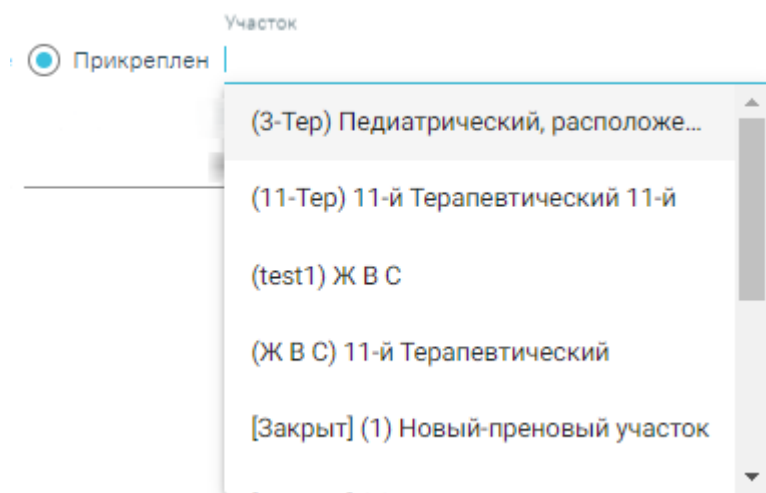 Участок
Прикреплен
(3-Тер) Педиатрический, расположе...
(11-Тер) 11-й Терапевтический 11-й
(test1) Ж В С
(Ж В С) 11-й Терапевтический
[Закрыт] (1) Новый-преновый участок